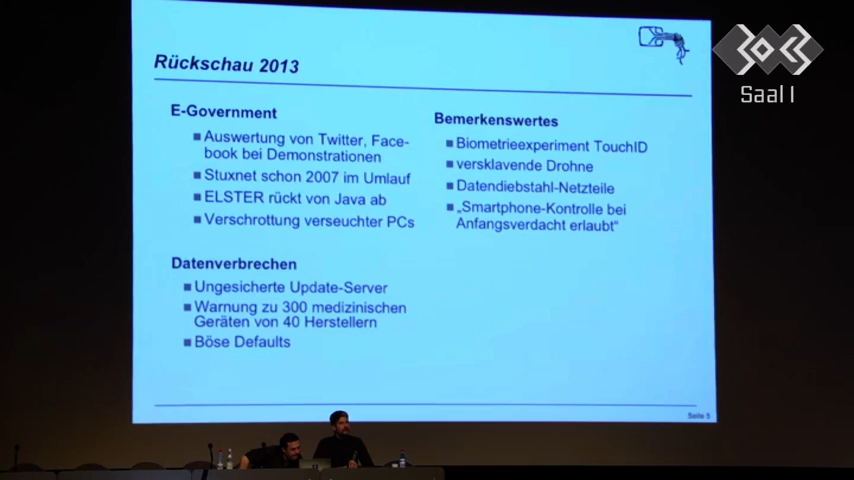 Rückschau 2013
E-Government
Auswertung von Twitter, Face-
book bei Demonstrationen
Stuxnet schon 2007 im Umlauf
ELSTER rückt von Java ab
Verschrottung verseuchter PCs
Datenverbrechen
Ungesicherte Update-Server
Warnung zu 300 medizinischen
Geräten von 40 Herstellern
Böse Defaults
Bemerkenswertes
Biometrieexperiment TouchID
versklavende Drohne
Datendiebstahl-Netzteile
„Smartphone-Kontrolle bei
Anfangsverdacht erlaubt“
Seite 5
30C3
Saal 1